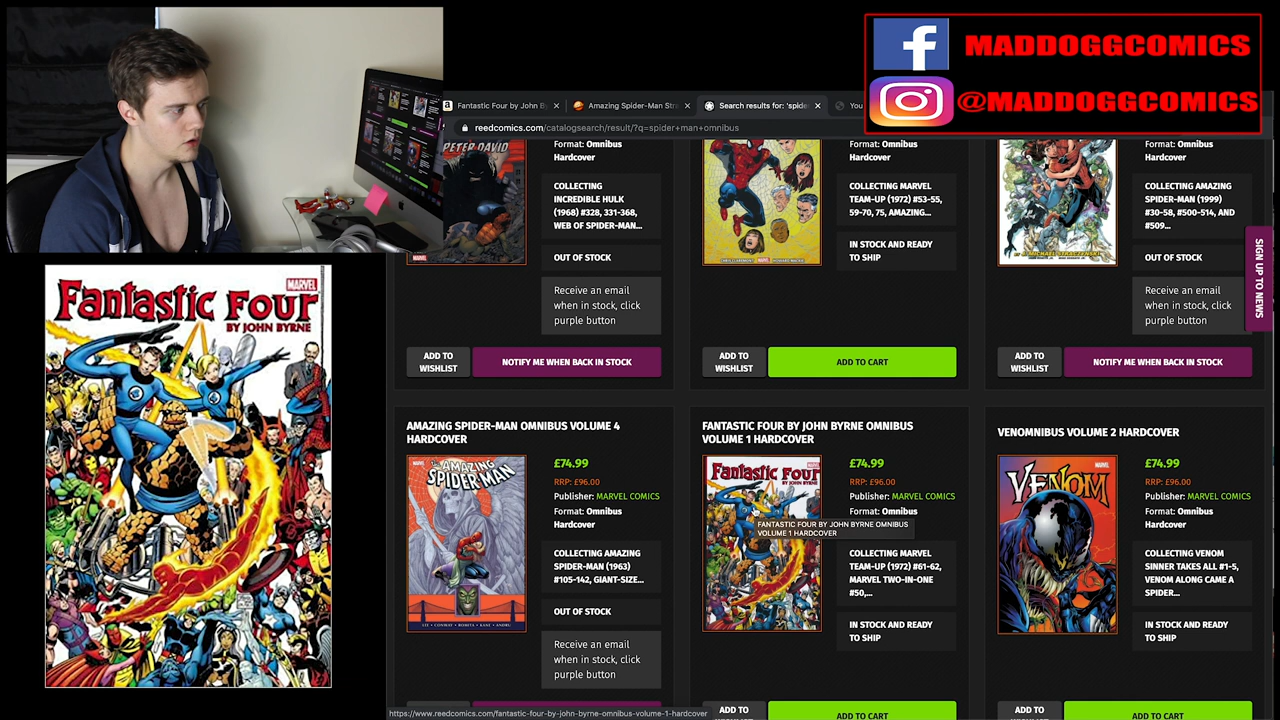 MADDOGGCOMICS
@MADDOGGCOMICS
Fantastic Four by John B
Amazing Spider-Man Str
Search results for: 'spide
You
reedcomics.com/catalogsearch/result/?q=spider+man+omnibus
PETER DAVID
MARVEL
Format: Omnibus
Hardcover
COLLECTING
INCREDIBLE HULK
(1968) #328, 331-368,
WEB OF SPIDER-MAN...
OUT OF STOCK
Receive an email
when in stock, click
purple button
ADD TO
WISHLIST
NOTIFY ME WHEN BACK IN STOCK
Format: Omnibus
Hardcover
COLLECTING MARVEL
TEAM-UP (1972) #53-55,
59-70, 75, AMAZING...
IN STOCK AND READY
TO SHIP
ADD TO
WISHLIST
ADD TO CART
Format: Omnibus
Hardcover
COLLECTING AMAZING
SPIDER-MAN (1999)
#30-58, #500-514, AND
#509...
OUT OF STOCK
Receive an email
when in stock, click
purple button
ADD TO
WISHLIST
NOTIFY ME WHEN BACK IN STOCK
SIGN UP TO NEWS
MARVEL
FANTASTIC FOUR
BY JOHN BYRNE
AMAZING SPIDER-MAN OMNIBUS VOLUME 4
HARDCOVER
THE AMAZING
SPIDER-MAN
LEE • CONWAY • ROMITA • KANE • ANDRU
£74.99
RRP: £96.00
Publisher: MARVEL COMICS
Format: Omnibus
Hardcover
COLLECTING AMAZING
SPIDER-MAN (1963)
#105-142, GIANT-SIZE...
OUT OF STOCK
Receive an email
when in stock, click
purple button
FANTASTIC FOUR BY JOHN BYRNE OMNIBUS
VOLUME 1 HARDCOVER
FANTASTIC FOUR
£74.99
RRP: £96.00
Publisher: MARVEL COMICS
Format: Omnibus
Hardcover
FANTASTIC FOUR BY JOHN BYRNE OMNIBUS
VOLUME 1 HARDCOVER
COLLECTING MARVEL
TEAM-UP (1972) #61-62,
MARVEL TWO-IN-ONE
#50,...
IN STOCK AND READY
TO SHIP
ADD TO
ADD TO CART
VENOMNIBUS VOLUME 2 HARDCOVER
MARVEL
VENOM
£74.99
RRP: £96.00
Publisher: MARVEL COMICS
Format: Omnibus
Hardcover
COLLECTING VENOM
SINNER TAKES ALL #1-5,
VENOM ALONG CAME A
SPIDER...
IN STOCK AND READY
TO SHIP
ADD TO
ADD TO CART
https://www.reedcomics.com/fantastic-four-by-john-byrne-omnibus-volume-1-hardcover